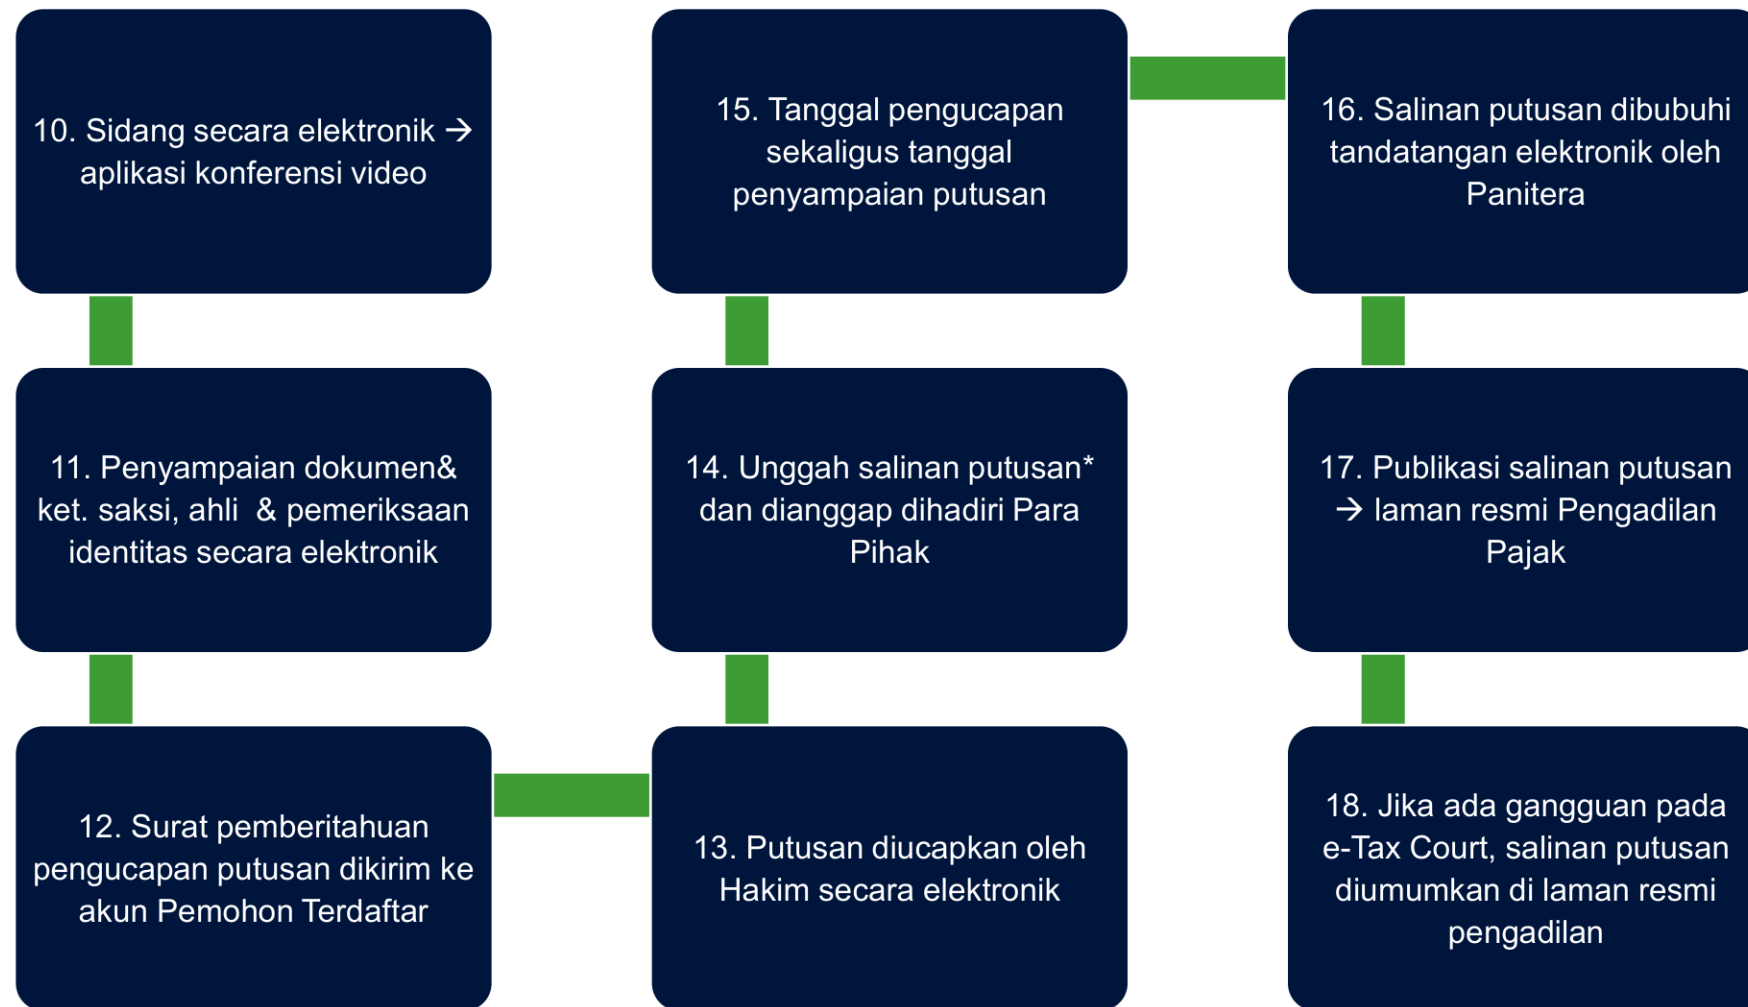 10. Sidang secara elektronik →
aplikasi konferensi video
11. Penyampaian dokumen&
ket. saksi, ahli & pemeriksaan
identitas secara elektronik
12. Surat pemberitahuan
pengucapan putusan dikirim ke
akun Pemohon Terdaftar
13. Putusan diucapkan oleh
Hakim secara elektronik
14. Unggah salinan putusan*
dan dianggap dihadiri Para
Pihak
15. Tanggal pengucapan
sekaligus tanggal
penyampaian putusan
16. Salinan putusan dibubuhi
tandatangan elektronik oleh
Panitera
17. Publikasi salinan putusan
→ laman resmi Pengadilan
Pajak
18. Jika ada gangguan pada
e-Tax Court, salinan putusan
diumumkan di laman resmi
pengadilan